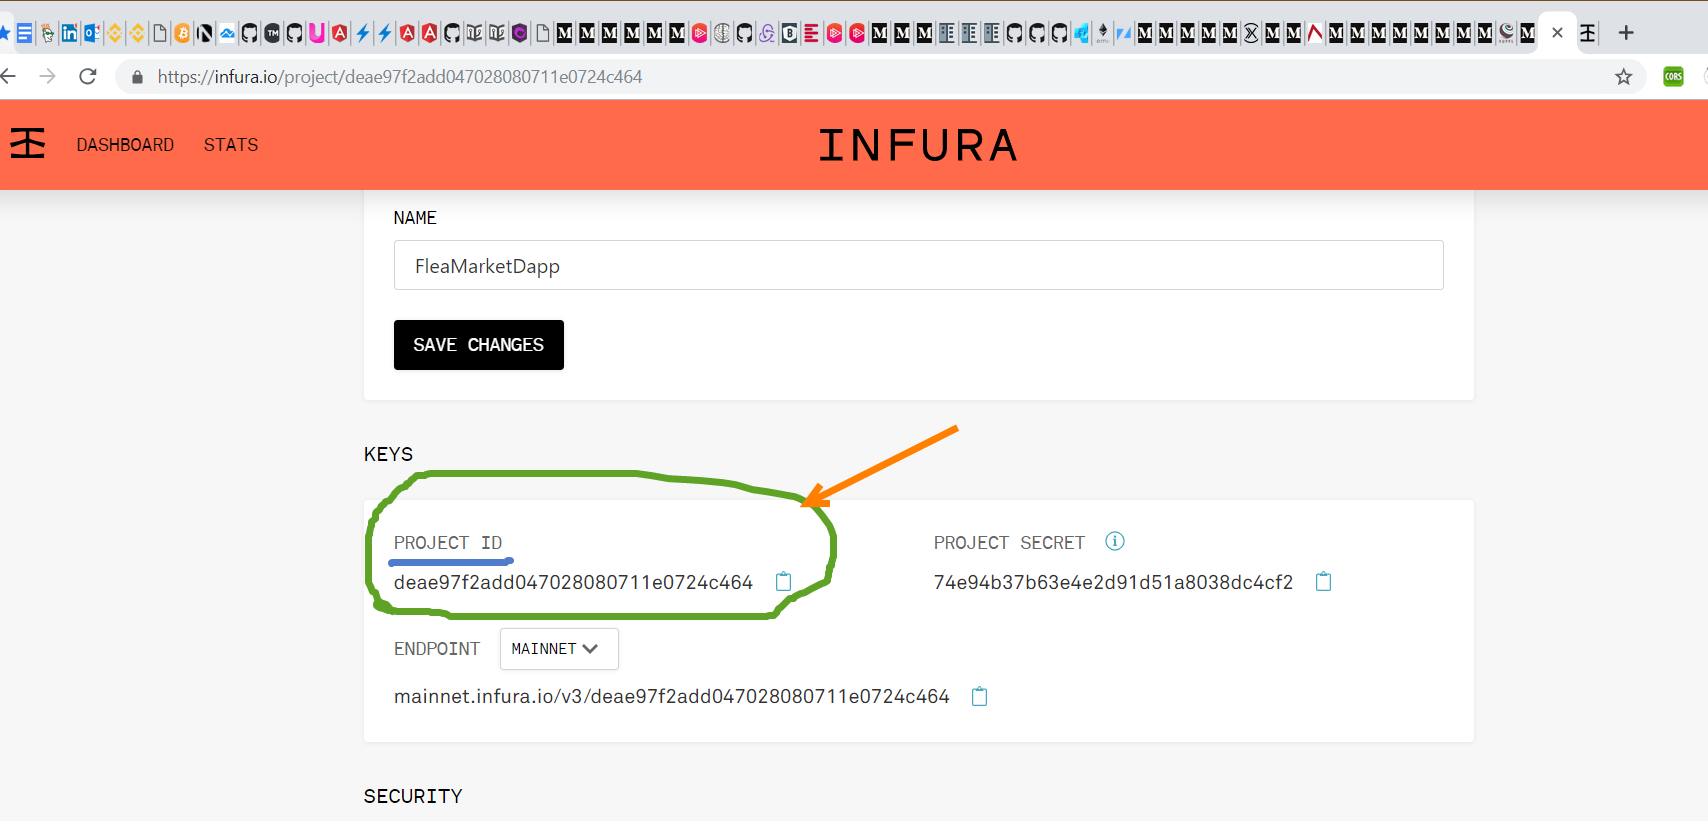 https://infura.io/project/deae97f2add047028080711e0724c464
CORS
DASHBOARD STATS INFURA
NAME
FleaMarketDapp
SAVE CHANGES
KEYS
PROJECT ID PROJECT SECRET
deae97f2add047028080711e0724c464 74e94b37b63e4e2d91d51a8038dc4cf2
ENDPOINT MAINNET
mainnet.infura.io/v3/deae97f2add047028080711e0724c464
SECURITY